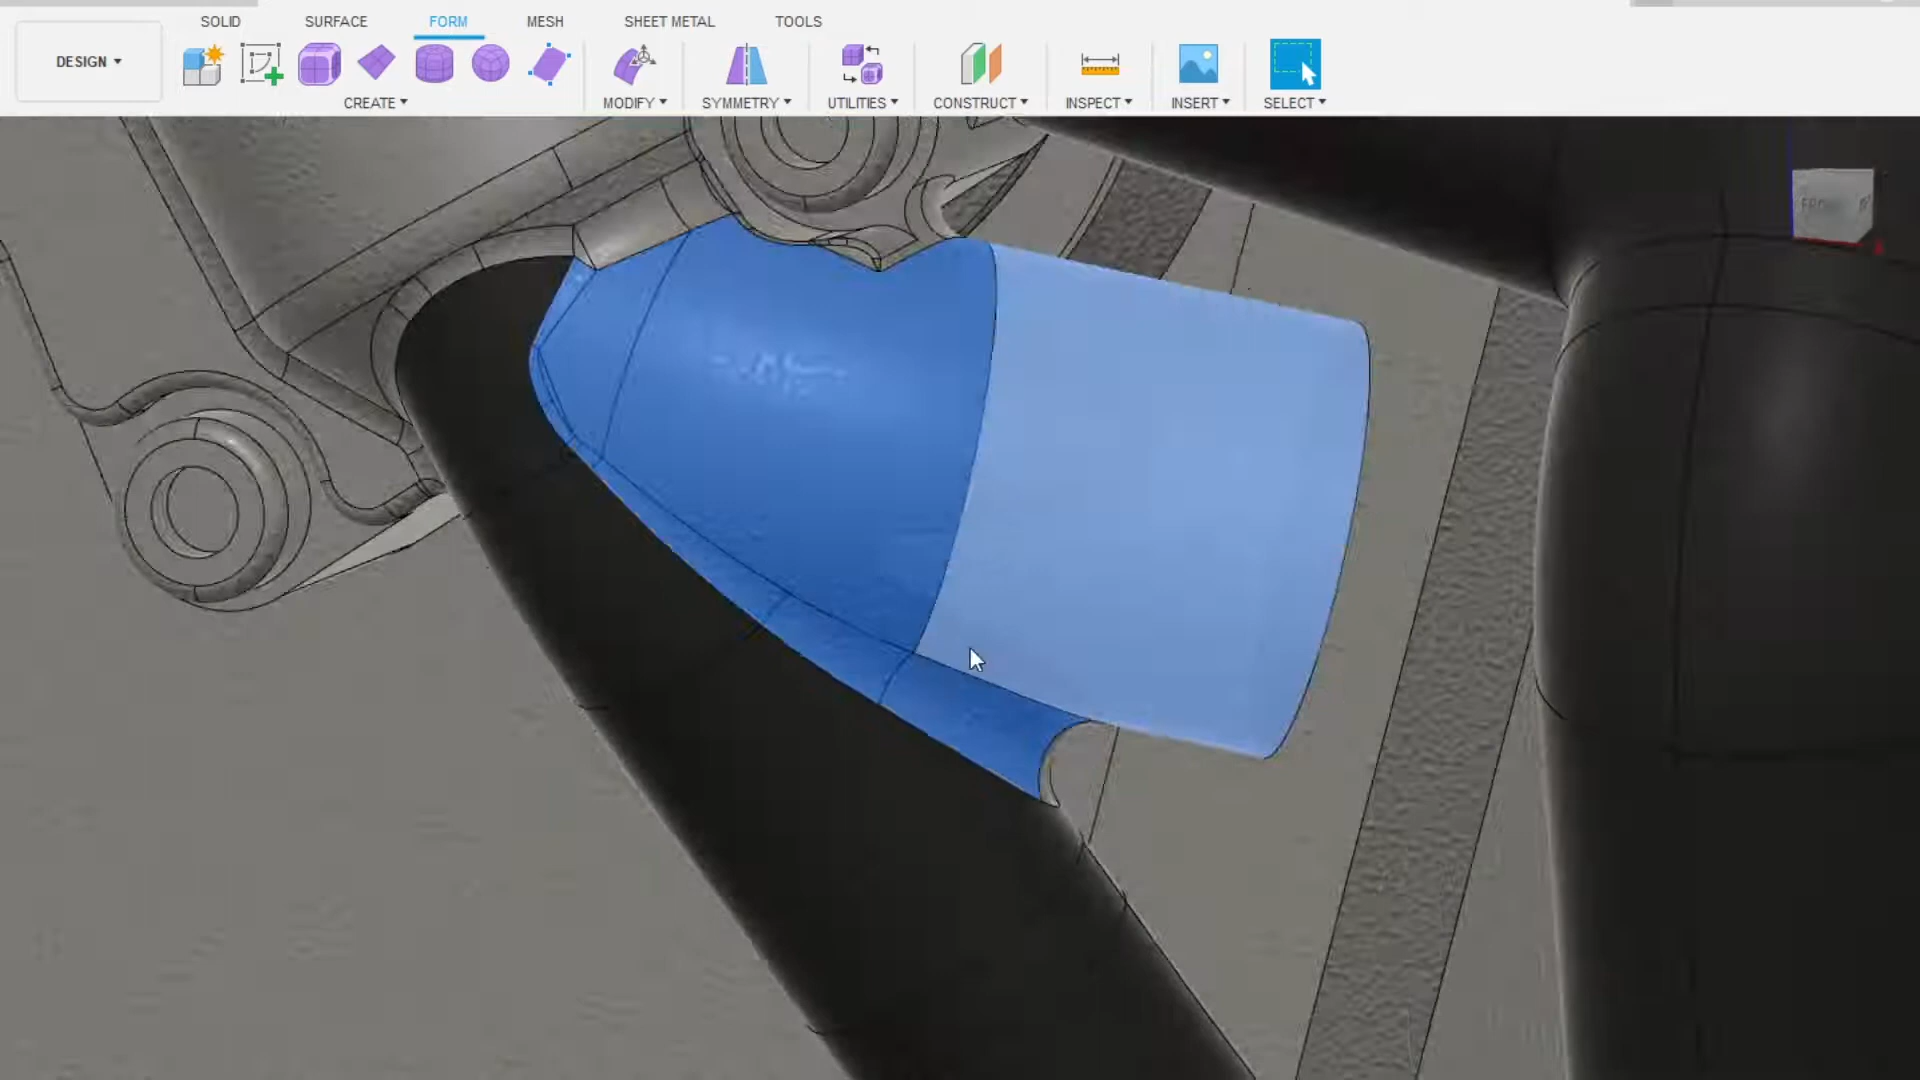 SOLID SURFACE FORM MESH SHEET METAL TOOLS
DESIGN
CREATE MODIFY SYMMETRY UTILITIES CONSTRUCT INSPECT INSERT SELECT